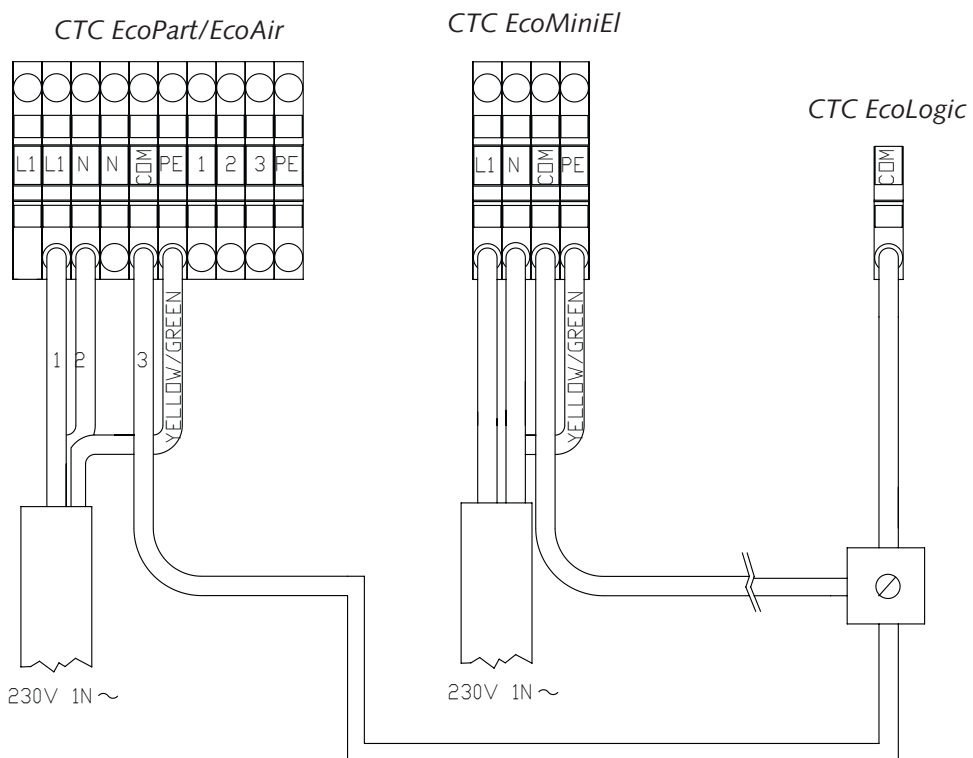 CTC EcoPart/EcoAir
CTC EcoMiniEl
CTC EcoLogic
L1 L1 N N COM PE 1 2 3 PE
L1 N COM PE
COM
1 2 3 YELLOW/GREEN
YELLOW/GREEN
230V 1N ~
230V 1N ~